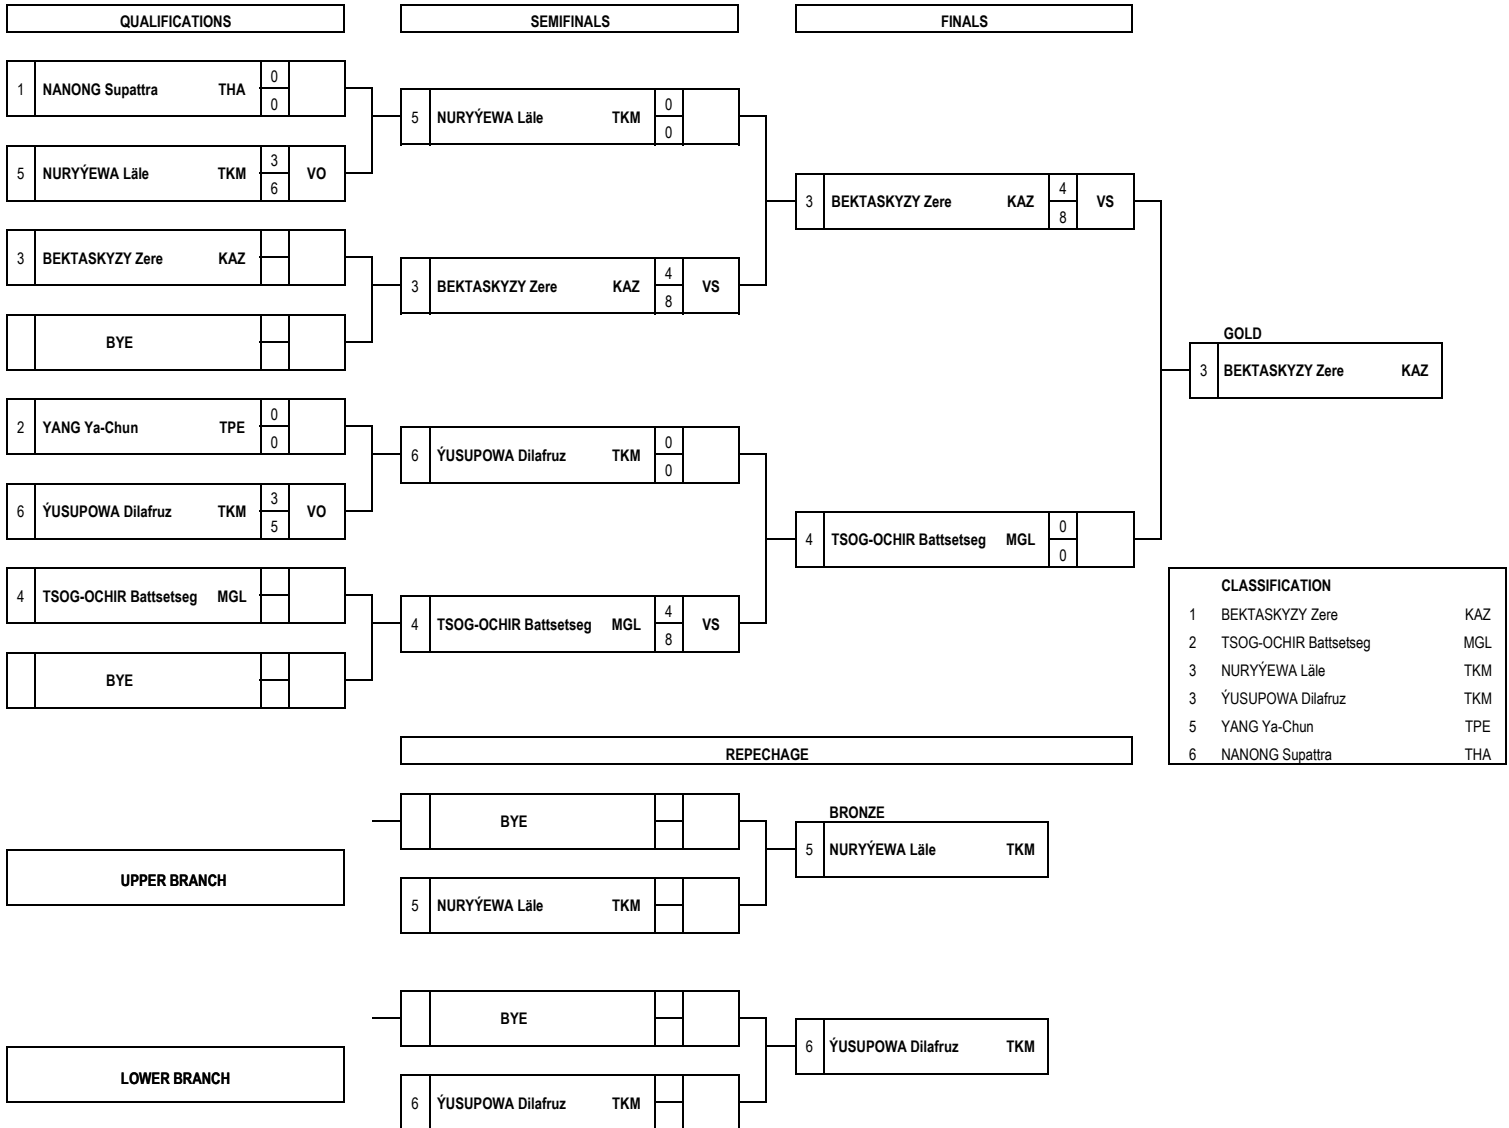 QUALIFICATIONS SEMIFINALS FINALS
1 NANONG Supattra THA 0 0
5 NURYÝEWA Läle TKM 3 6 VO
3 BEKTASKYZY Zere KAZ
BYE
2 YANG Ya-Chun TPE 0 0
6 ÝUSUPOWA Dilafruz TKM 3 5 VO
4 TSOG-OCHIR Battsetseg MGL
BYE
5 NURYÝEWA Läle TKM 0 0
3 BEKTASKYZY Zere KAZ 4 8 VS
6 ÝUSUPOWA Dilafruz TKM 0 0
4 TSOG-OCHIR Battsetseg MGL 4 8 VS
3 BEKTASKYZY Zere KAZ 4 8 VS
4 TSOG-OCHIR Battsetseg MGL 0 0
GOLD
3 BEKTASKYZY Zere KAZ
CLASSIFICATION
1 BEKTASKYZY Zere KAZ
2 TSOG-OCHIR Battsetseg MGL
3 NURYÝEWA Läle TKM
3 ÝUSUPOWA Dilafruz TKM
5 YANG Ya-Chun TPE
6 NANONG Supattra THA
REPECHAGE
UPPER BRANCH
BYE
5 NURYÝEWA Läle TKM
BRONZE
5 NURYÝEWA Läle TKM
LOWER BRANCH
BYE
6 ÝUSUPOWA Dilafruz TKM
6 ÝUSUPOWA Dilafruz TKM